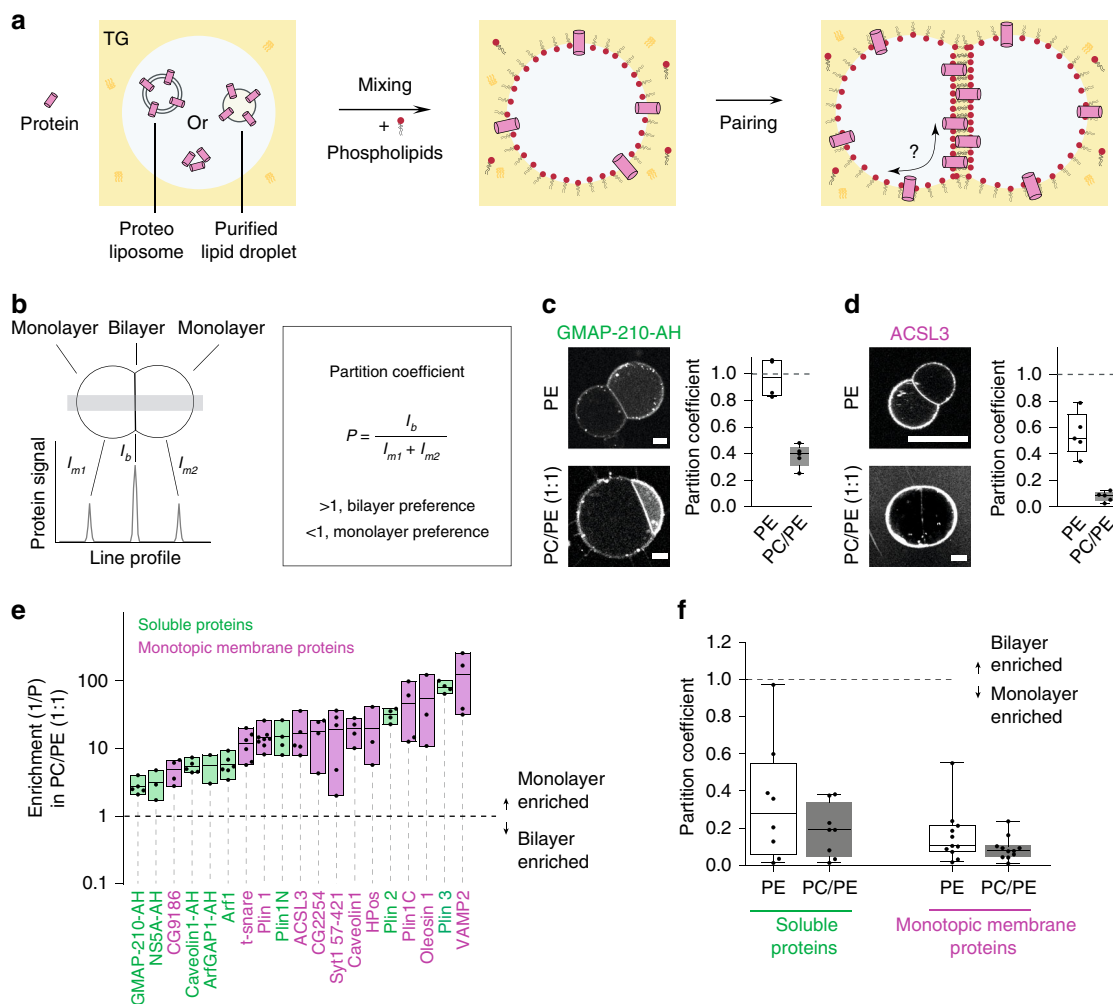 a
TG
Protein
Or
Proteo
liposome
Purified
lipid droplet
Mixing
+
Phospholipids
Pairing
?
b
Monolayer
Bilayer
Monolayer
Protein signal
Im1
Ib
Im2
Line profile
Partition coefficient
P = Ib / Im1 + Im2
>1, bilayer preference
<1, monolayer preference
c
GMAP-210-AH
PE
PC/PE (1:1)
Partition coefficient
1.0
0.8
0.6
0.4
0.2
0.0
PE
PC/PE
d
ACSL3
PE
PC/PE (1:1)
Partition coefficient
1.0
0.8
0.6
0.4
0.2
0.0
PE
PC/PE
e
Soluble proteins
Monotopic membrane proteins
Enrichment (1/P)
in PC/PE (1:1)
100
10
1
0.1
Monolayer
enriched
Bilayer
enriched
GMAP-210-AH
NS5A-AH
CG9186
Caveolin1-AH
ArfGAP1-AH
Arf1
t-snare
Plin 1
Plin1N
ACSL3
CG2254
Syt1 57-421
Caveolin1
HPos
Plin 2
Plin1C
Oleosin 1
Plin 3
VAMP2
f
Partition coefficient
1.2
1.0
0.8
0.6
0.4
0.2
0.0
Bilayer
enriched
Monolayer
enriched
PE
PC/PE
PE
PC/PE
Soluble
proteins
Monotopic membrane
proteins